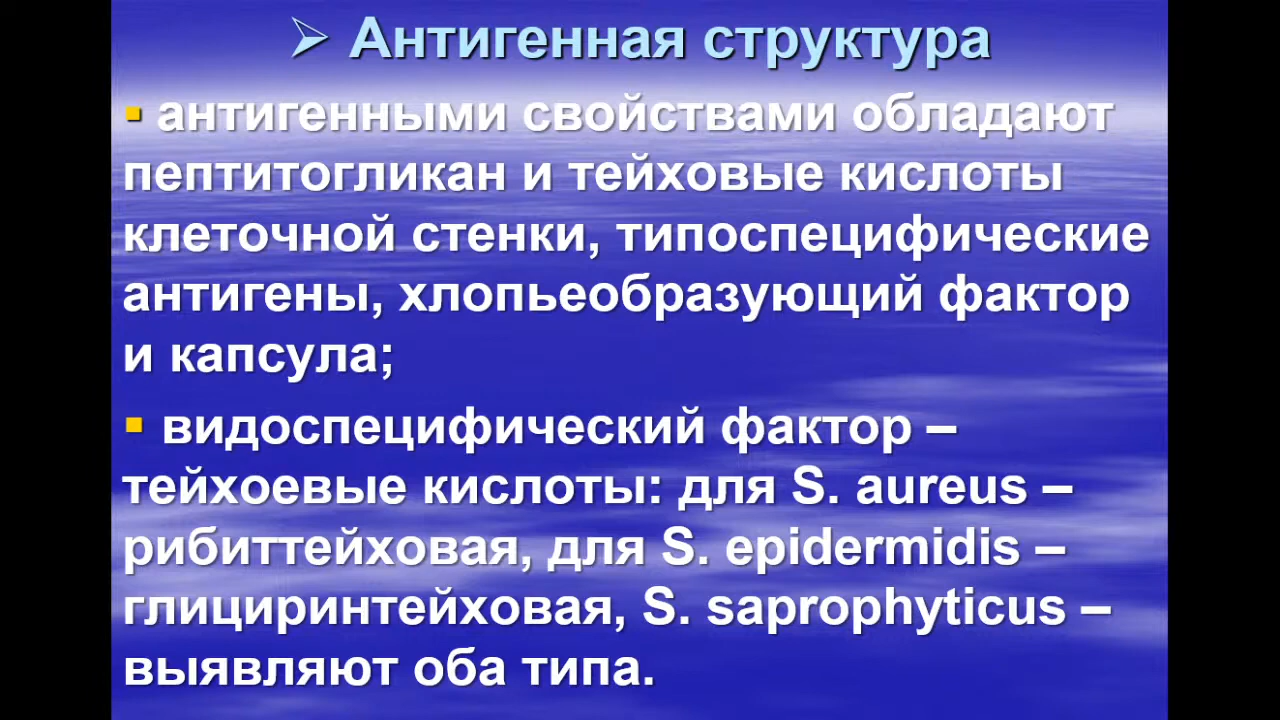 Антигенная структура
антигенными свойствами обладают
пептитогликан и тейховые кислоты
клеточной стенки, типоспецифические
антигены, хлопьеобразующий фактор
и капсула;
видоспецифический фактор –
тейхоевые кислоты: для S. aureus –
рибиттейховая, для S. epidermidis –
глициринтейховая, S. saprophyticus –
выявляют оба типа.